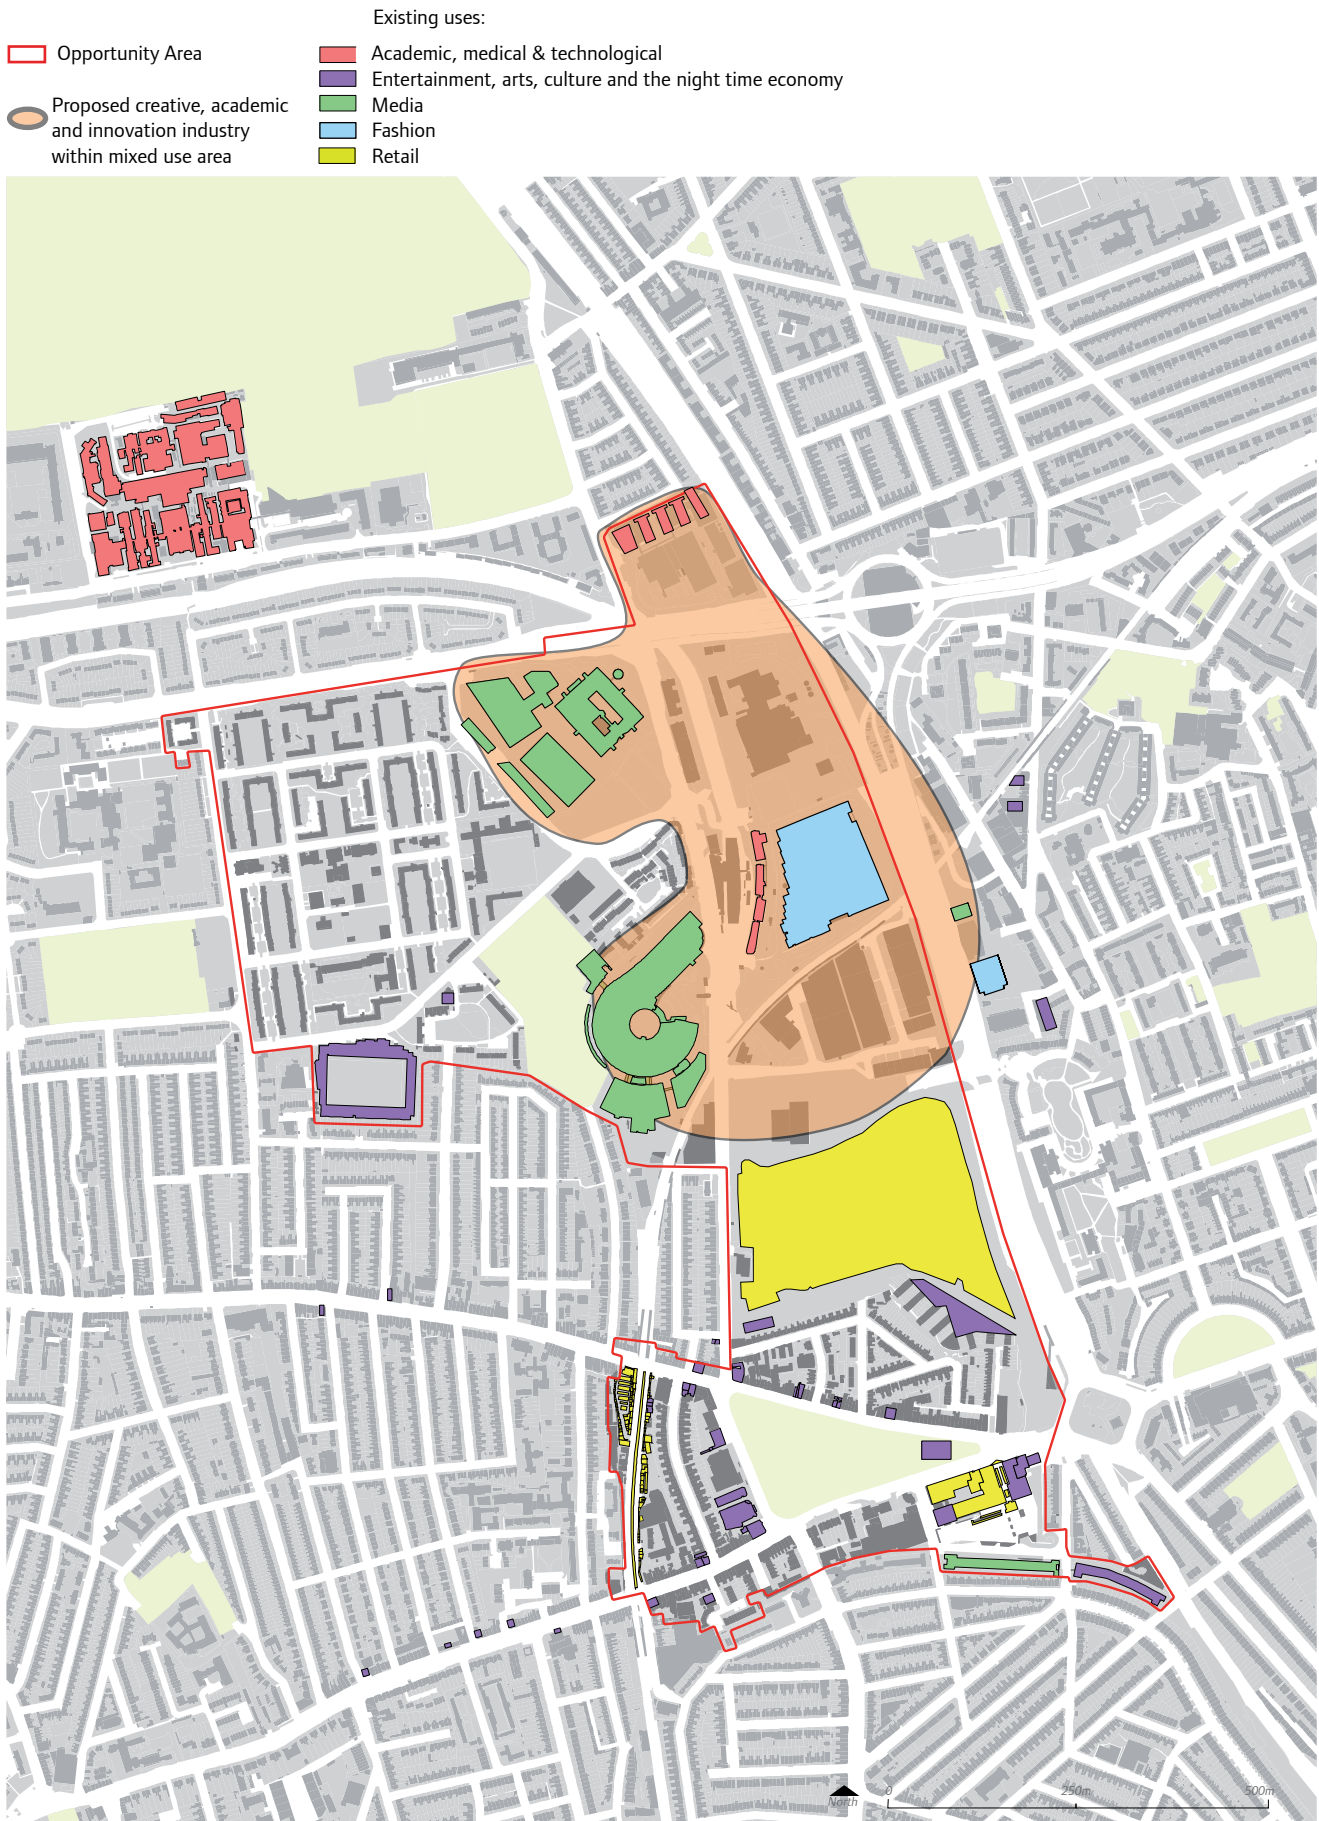 Existing uses:
Opportunity Area
Academic, medical & technological
Entertainment, arts, culture and the night time economy
Proposed creative, academic
and innovation industry
within mixed use area
Media
Fashion
Retail
North
0 250m 500m